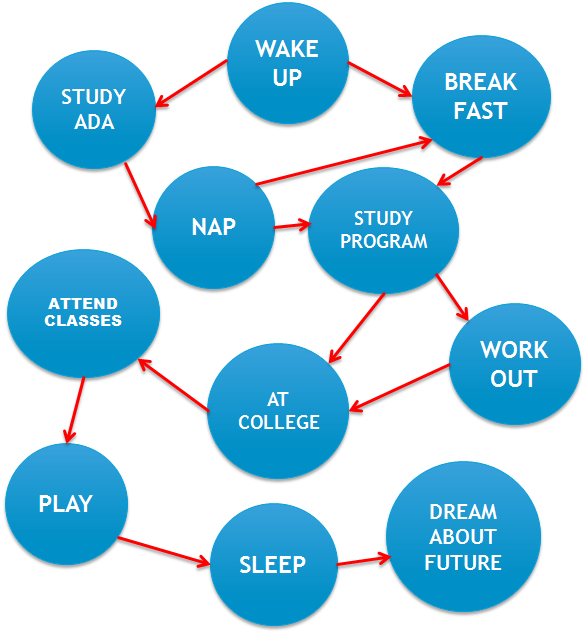 WAKE
UP
STUDY
ADA
BREAK
FAST
NAP
STUDY
PROGRAM
ATTEND
CLASSES
WORK
OUT
AT
COLLEGE
PLAY
SLEEP
DREAM
ABOUT
FUTURE